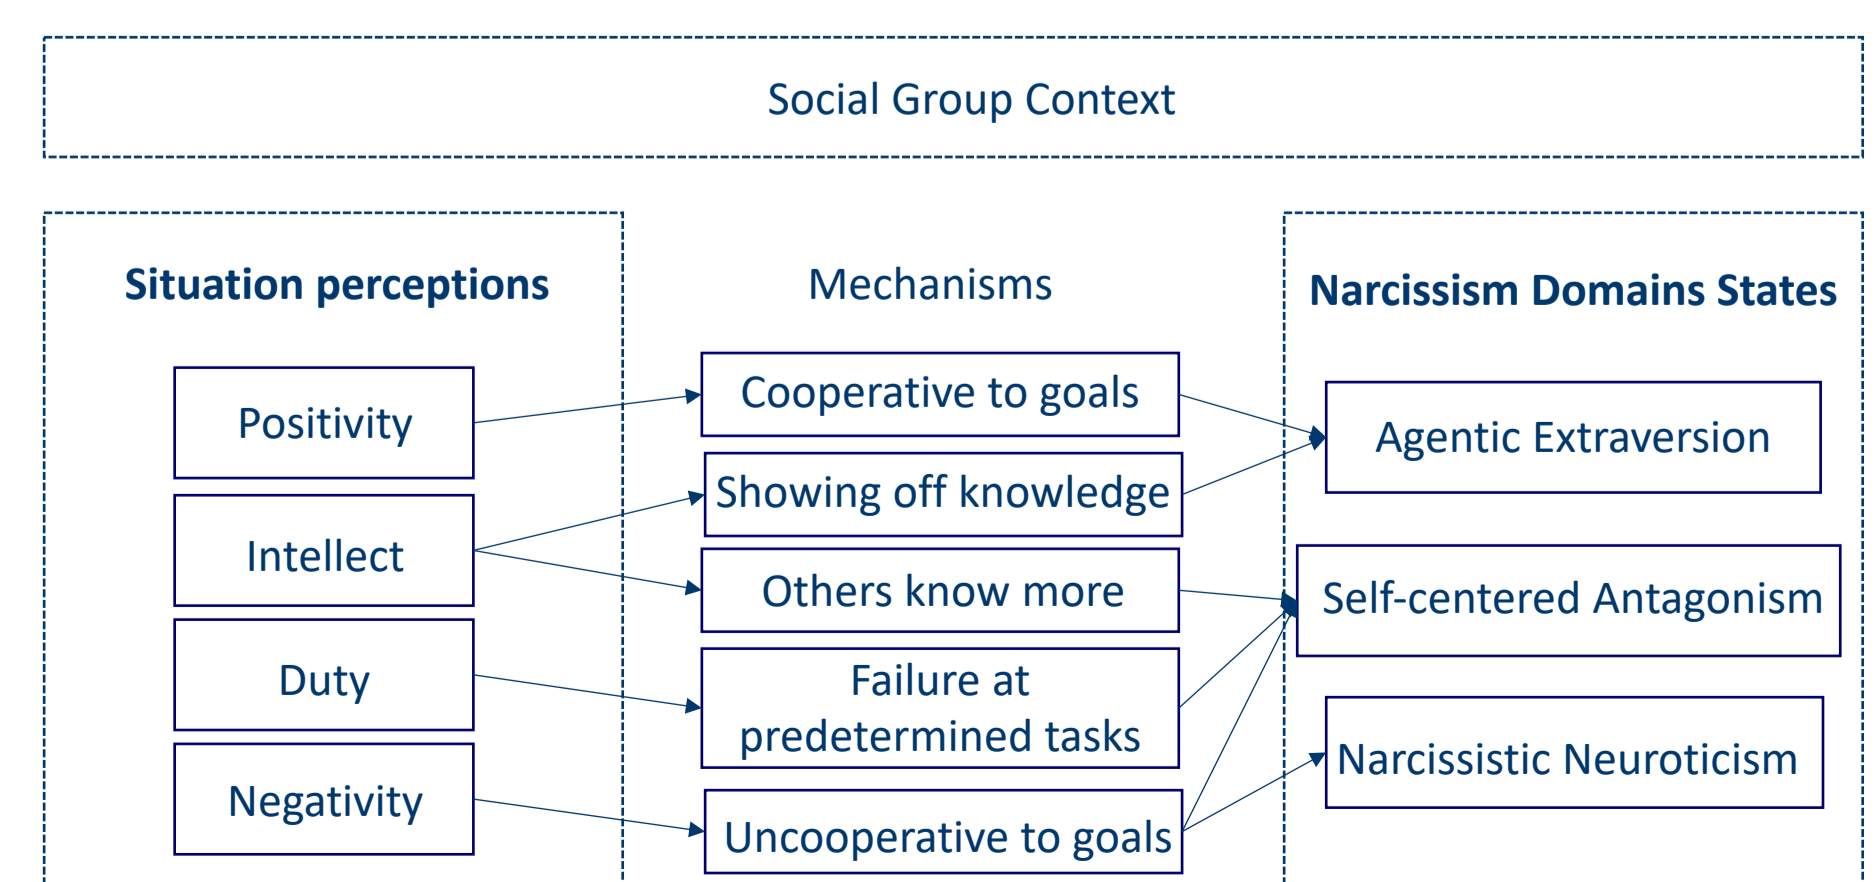 Social Group Context
Situation perceptions
Mechanisms
Narcissism Domains States
Positivity
Intellect
Duty
Negativity
Cooperative to goals
Showing off knowledge
Others know more
Failure at
predetermined tasks
Uncooperative to goals
Agentic Extraversion
Self-centered Antagonism
Narcissistic Neuroticism